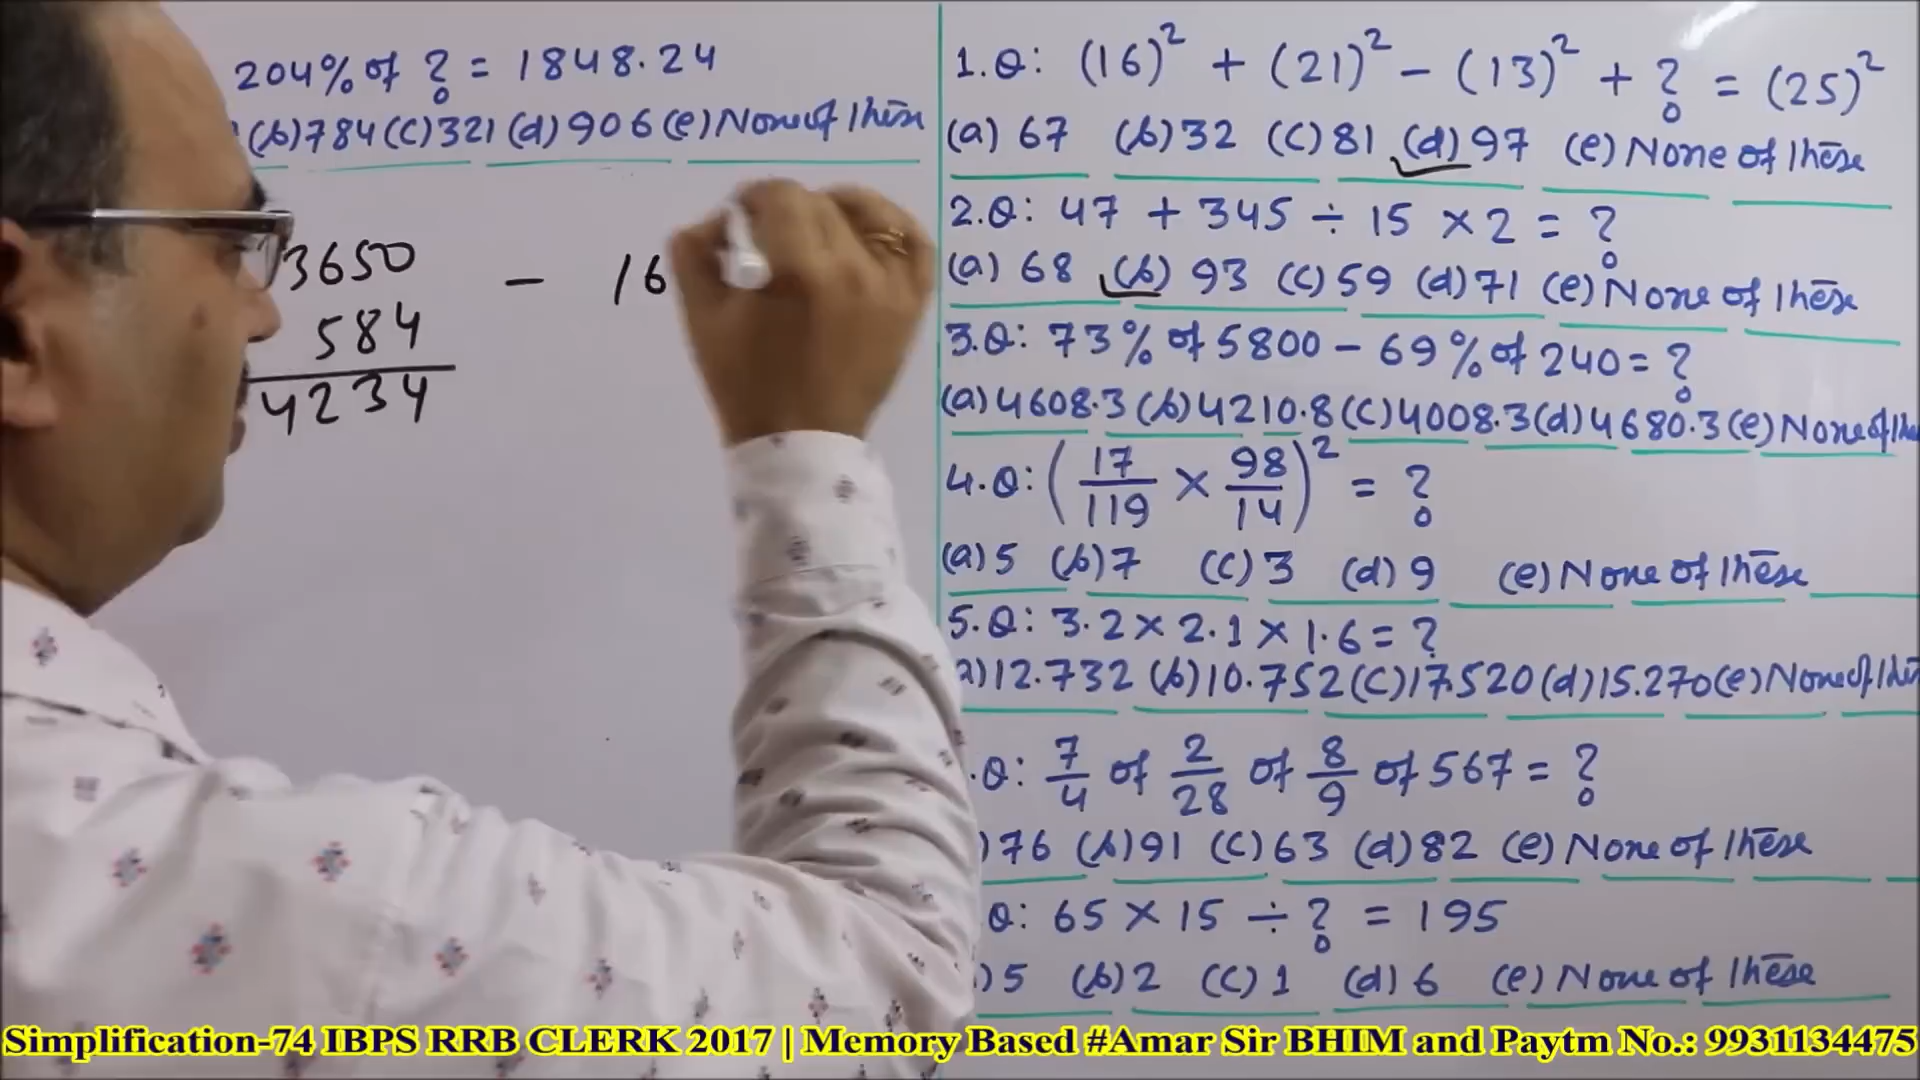 204% of ? = 1848.24
(b)784 (c)321 (d)906 (e)None of these
3650 - 16
584
4234
1.Q: (16)² + (21)² - (13)² + ? = (25)²
(a) 67 (b)32 (c)81 (d)97 (e)None of these
2.Q: 47 + 345 ÷ 15 × 2 = ?
(a) 68 (b) 93 (c)59 (d)71 (e)None of these
3.Q: 73% of 5800 - 69% of 240 = ?
(a)4608.3 (b)4210.8 (c)4008.3 (d)4680.3 (e)None of the
4.Q: (17/119 × 98/14)² = ?
(a)5 (b)7 (c)3 (d)9 (e)None of these
5.Q: 3.2 × 2.1 × 1.6 = ?
a)12.732 (b)10.752 (c)17.520 (d)15.270 (e)None of the
.Q: 7/4 of 2/28 of 8/9 of 567 = ?
)76 (b)91 (c)63 (d)82 (e)None of these
Q: 65 × 15 ÷ ? = 195
)5 (b)2 (c)1 (d)6 (e)None of these
Simplification-74 IBPS RRB CLERK 2017 | Memory Based #Amar Sir BHIM and Paytm No.: 9931134475